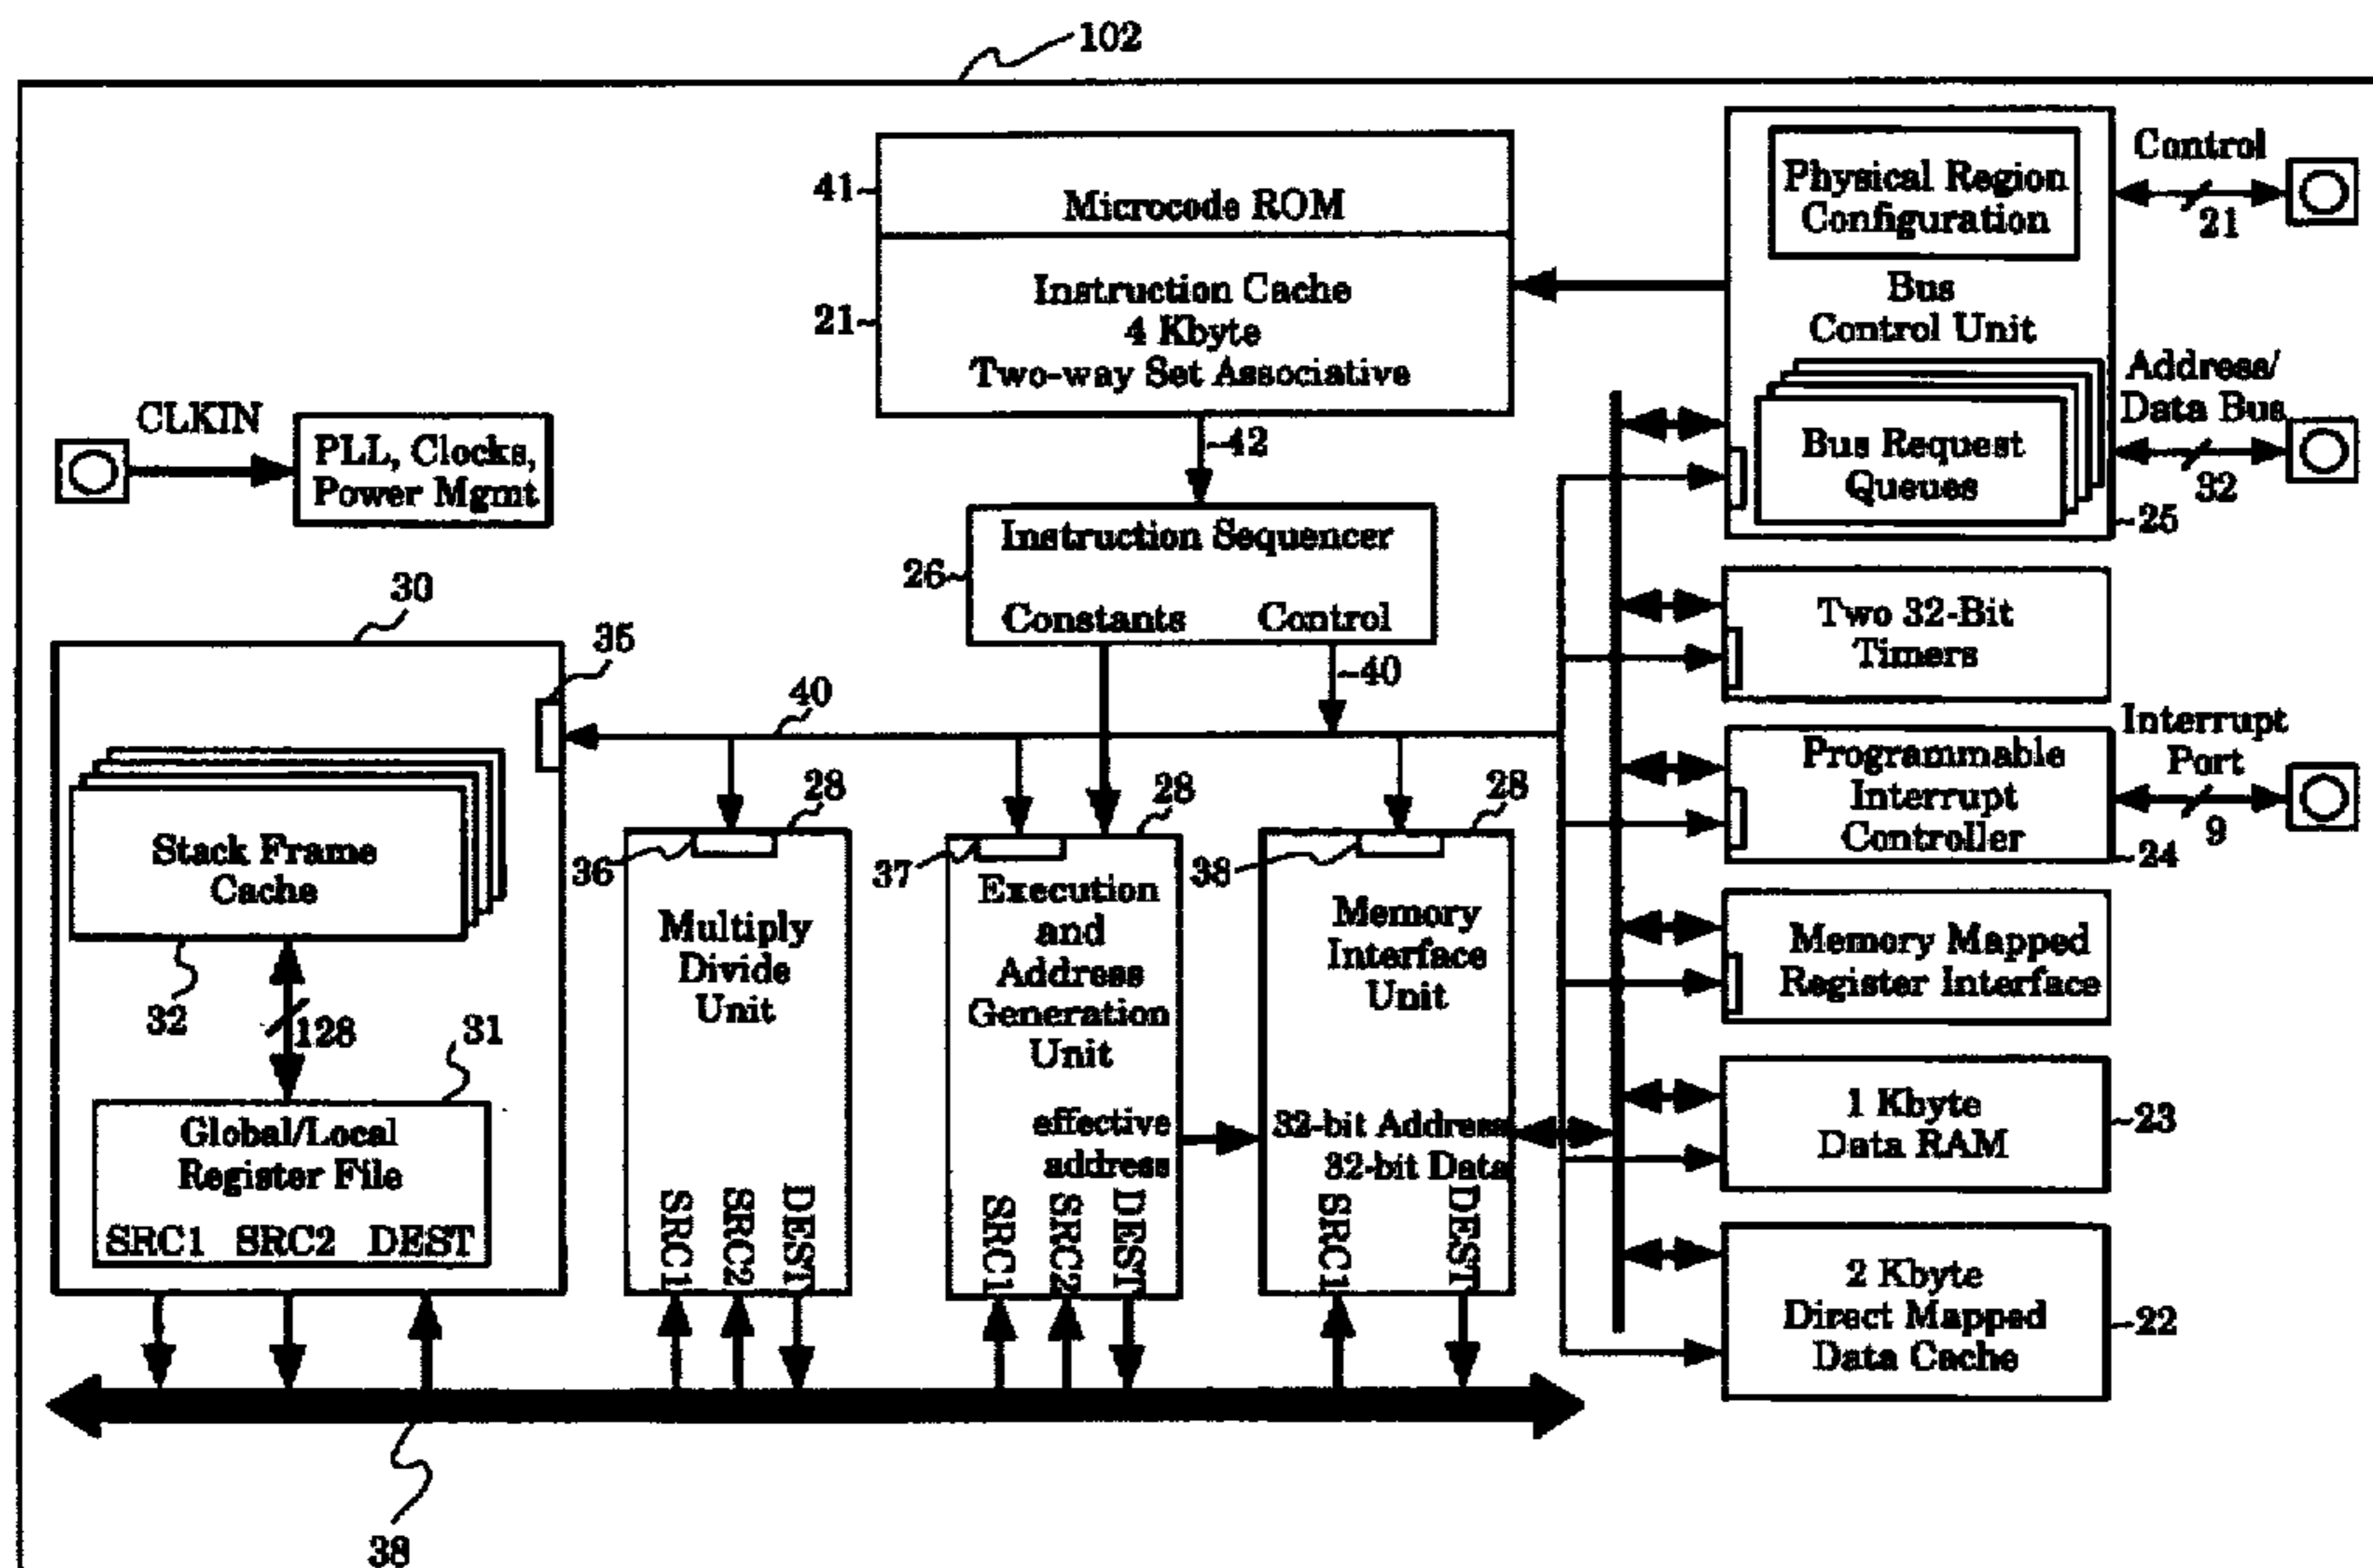 102
41
Microcode ROM
21
Instruction Cache
4 Kbyte
Two-way Set Associative
Physical Region
Configuration
Bus
Control Unit
Bus Request
Queues
25
Control
21
Address/
Data Bus
32
CLKIN
PLL, Clocks,
Power Mgmt
42
Instruction Sequencer
26
Constants Control
40
40
30
35
Stack Frame
Cache
32
128
31
Global/Local
Register File
SRC1 SRC2 DEST
28
36
Multiply
Divide
Unit
SRC1
SRC2
DEST
28
37
Execution
and
Address
Generation
Unit
effective
address
SRC1
SRC2
DEST
28
38
Memory
Interface
Unit
32-bit Address
32-bit Data
SRC1
DEST
Two 32-Bit
Timers
Programmable
Interrupt
Controller
24
Interrupt
Port
9
Memory Mapped
Register Interface
1 Kbyte
Data RAM
23
2 Kbyte
Direct Mapped
Data Cache
22
38